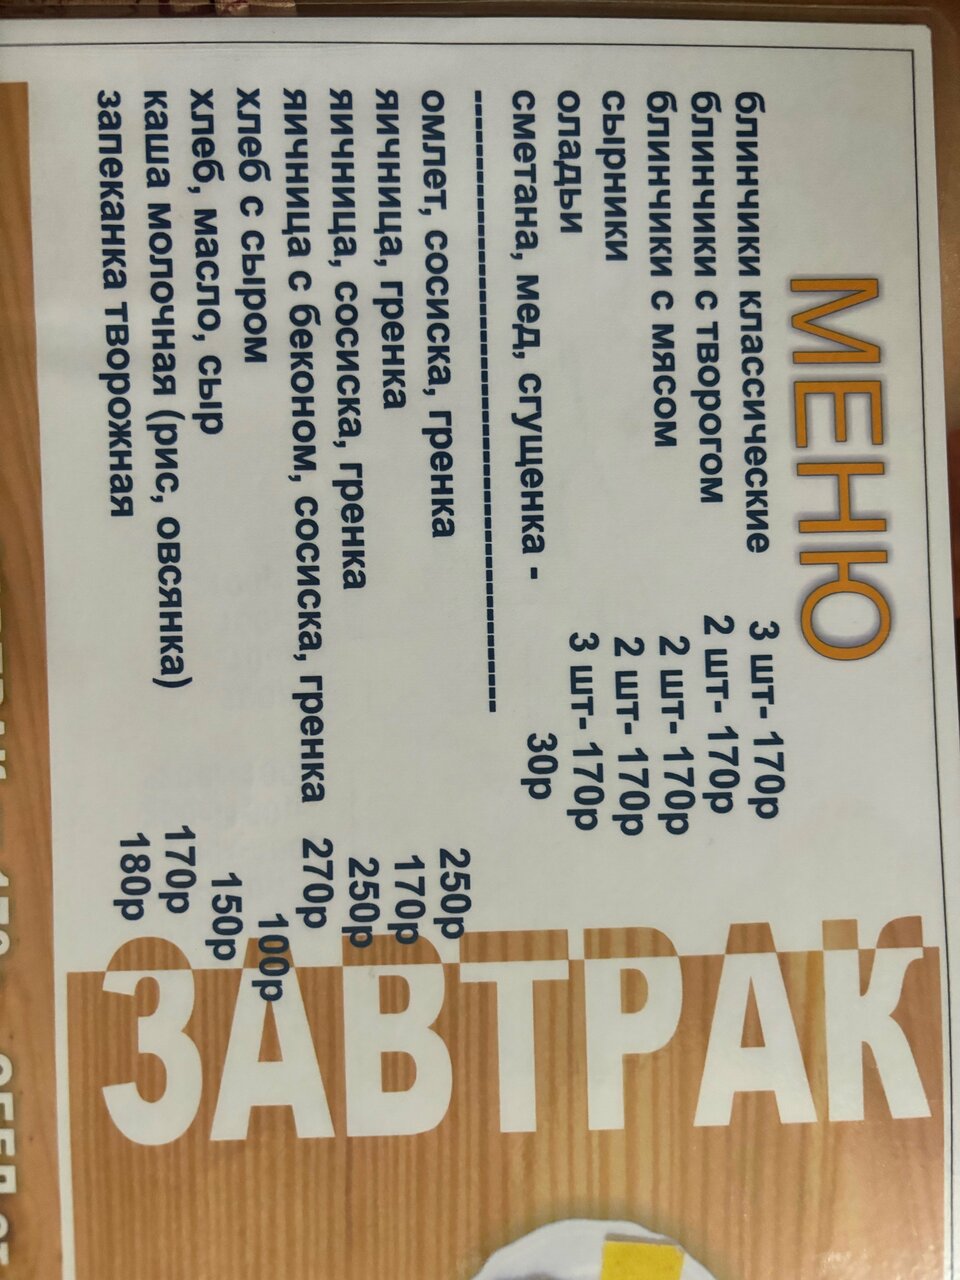 МЕНЮ
блинчики классические 3 шт- 170р
блинчики с творогом 2 шт- 170р
блинчики с мясом 2 шт- 170р
сырники 2 шт- 170р
оладьи 3 шт- 170р
сметана, мед, сгущенка - 30р
------------------------------------------------
омлет, сосиска, гренка 250р
яичница, гренка 170р
яичница, сосиска, гренка 250р
яичница с беконом, сосиска, гренка 270р
хлеб с сыром 100р
хлеб, масло, сыр 150р
каша молочная (рис, овсянка) 170р
запеканка творожная 180р
ЗАВТРАК